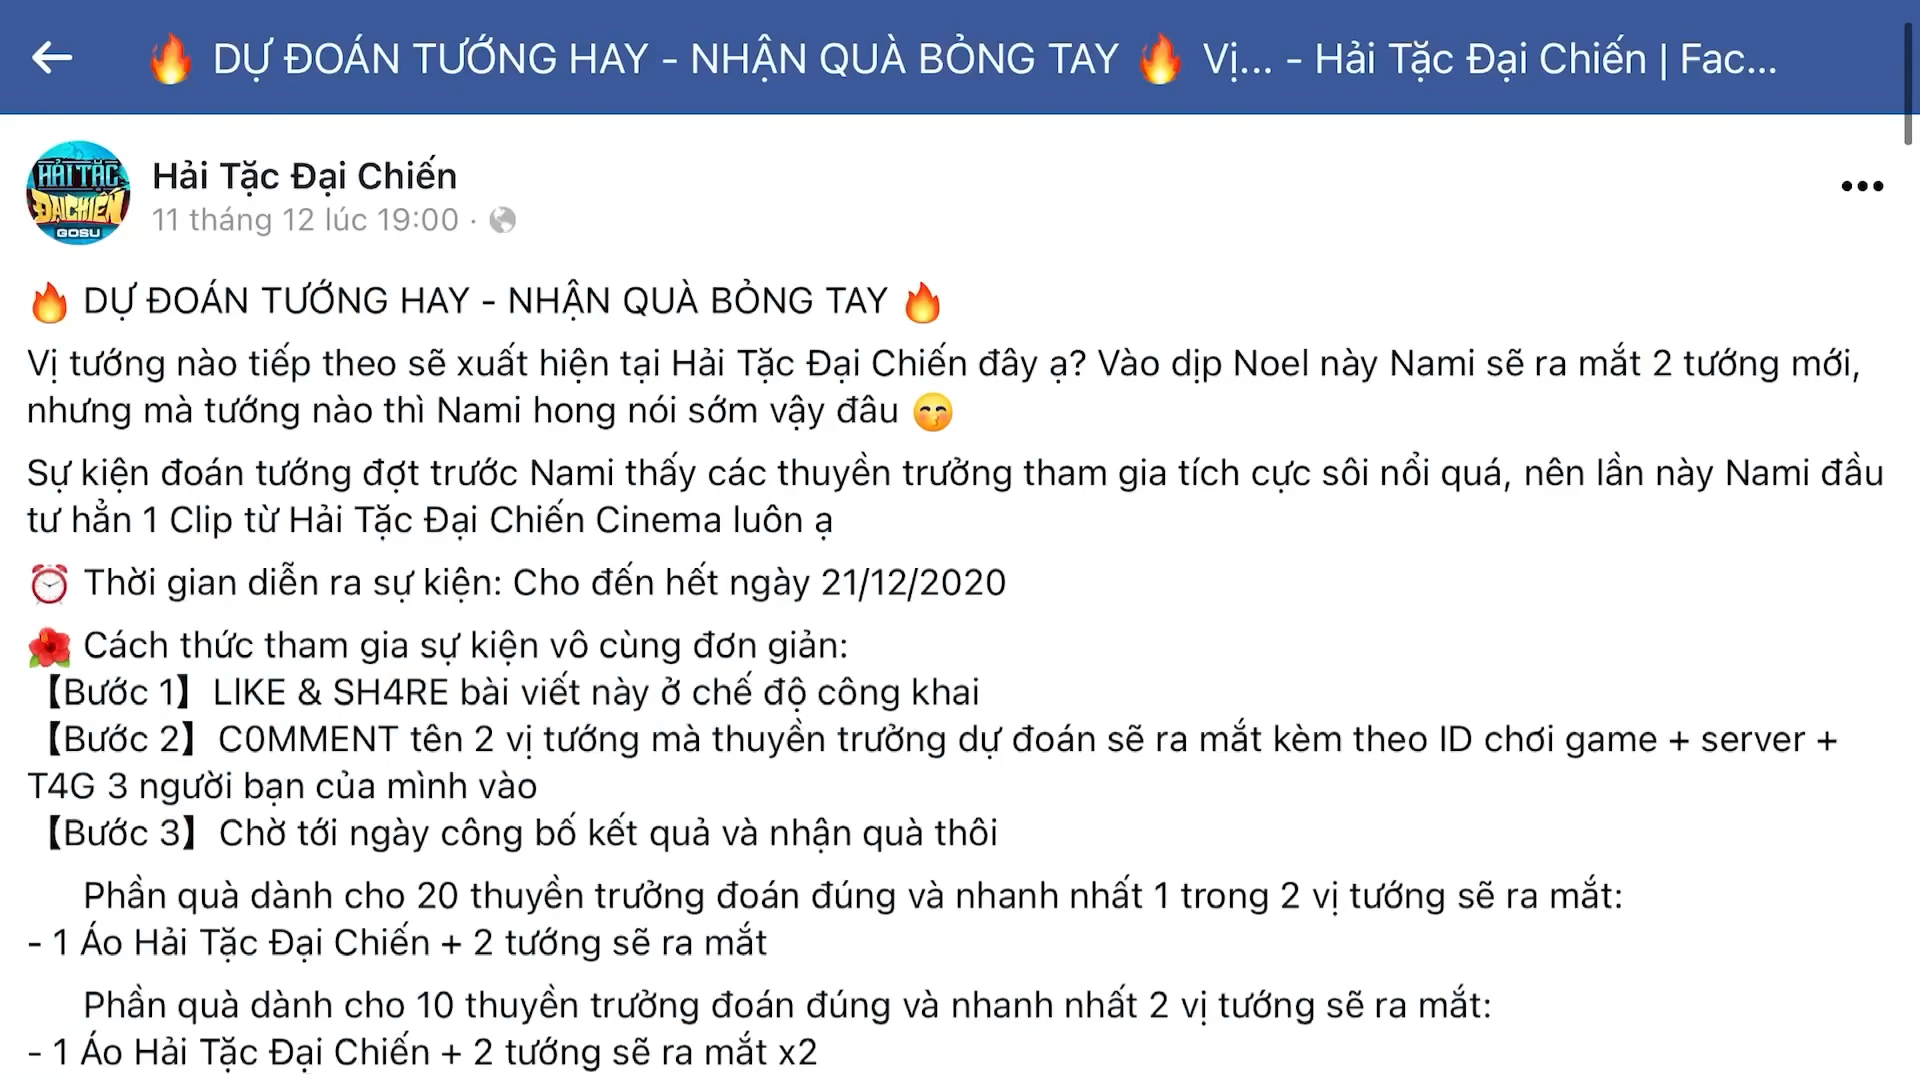 🔥 DỰ ĐOÁN TƯỚNG HAY - NHẬN QUÀ BỎNG TAY 🔥 Vị... - Hải Tặc Đại Chiến | Fac...
HẢI TẶC
ĐẠI CHIẾN
GOSU
Hải Tặc Đại Chiến
11 tháng 12 lúc 19:00 ·
🔥 DỰ ĐOÁN TƯỚNG HAY - NHẬN QUÀ BỎNG TAY 🔥
Vị tướng nào tiếp theo sẽ xuất hiện tại Hải Tặc Đại Chiến đây ạ? Vào dịp Noel này Nami sẽ ra mắt 2 tướng mới,
nhưng mà tướng nào thì Nami hong nói sớm vậy đâu 😙
Sự kiện đoán tướng đợt trước Nami thấy các thuyền trưởng tham gia tích cực sôi nổi quá, nên lần này Nami đầu
tư hẳn 1 Clip từ Hải Tặc Đại Chiến Cinema luôn ạ
⏰ Thời gian diễn ra sự kiện: Cho đến hết ngày 21/12/2020
🌺 Cách thức tham gia sự kiện vô cùng đơn giản:
【Bước 1】LIKE & SH4RE bài viết này ở chế độ công khai
【Bước 2】C0MMENT tên 2 vị tướng mà thuyền trưởng dự đoán sẽ ra mắt kèm theo ID chơi game + server +
T4G 3 người bạn của mình vào
【Bước 3】Chờ tới ngày công bố kết quả và nhận quà thôi
Phần quà dành cho 20 thuyền trưởng đoán đúng và nhanh nhất 1 trong 2 vị tướng sẽ ra mắt:
- 1 Áo Hải Tặc Đại Chiến + 2 tướng sẽ ra mắt
Phần quà dành cho 10 thuyền trưởng đoán đúng và nhanh nhất 2 vị tướng sẽ ra mắt:
- 1 Áo Hải Tặc Đại Chiến + 2 tướng sẽ ra mắt x2